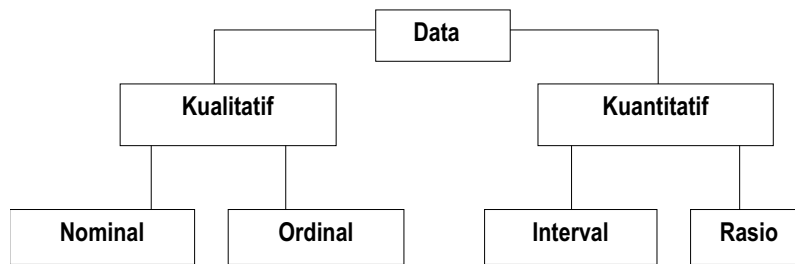 Data
Kualitatif
Kuantitatif
Nominal
Ordinal
Interval
Rasio